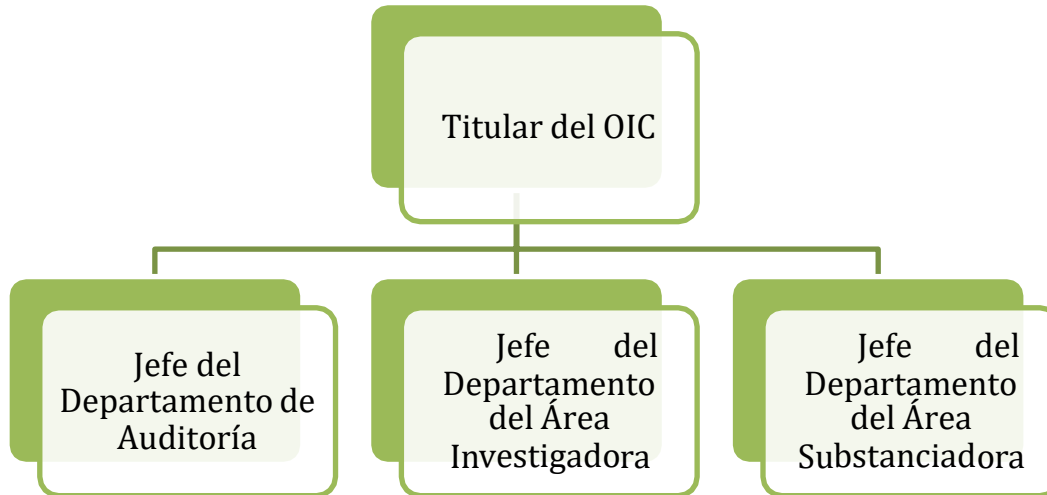 Titular del OIC
Jefe del
Departamento de
Auditoría
Jefe del
Departamento
del Área
Investigadora
Jefe del
Departamento
del Área
Substanciadora